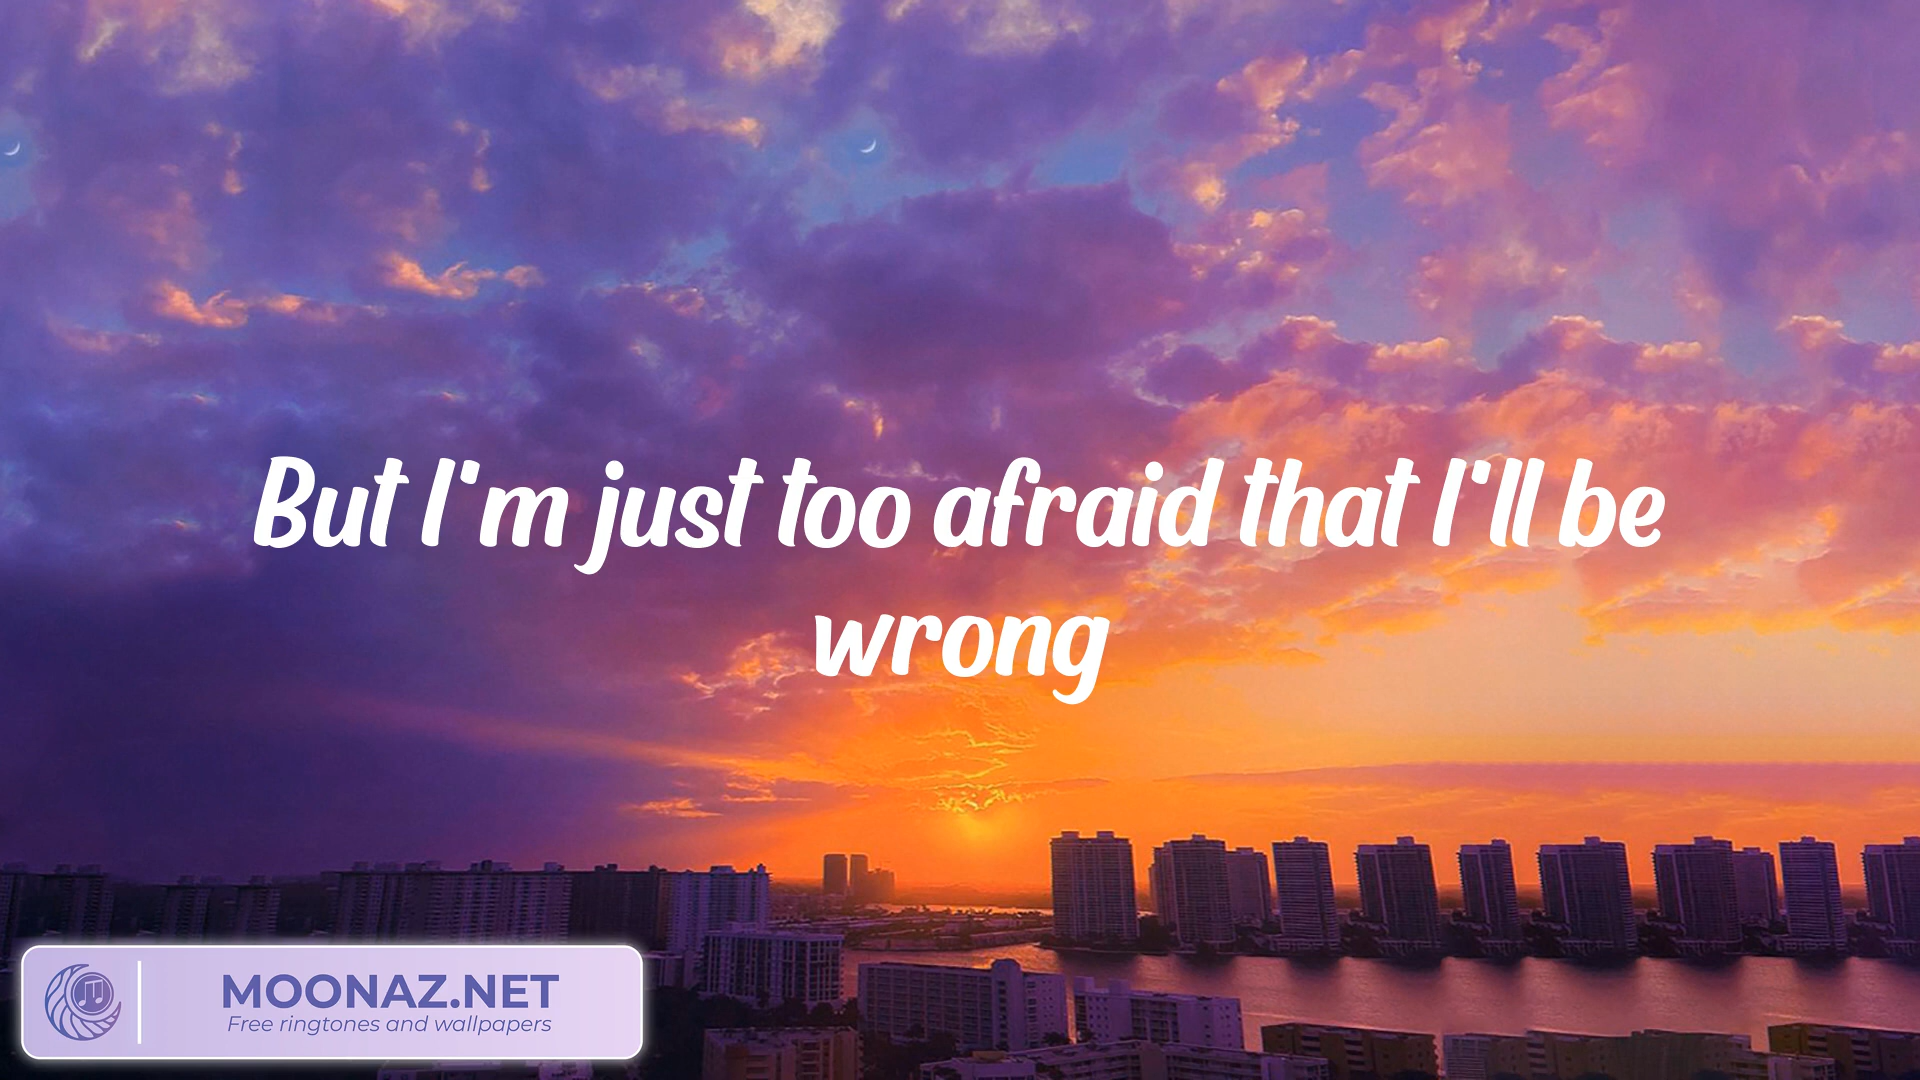 But I'm just too afraid that I'll be
wrong
MOONAZ.NET
Free ringtones and wallpapers